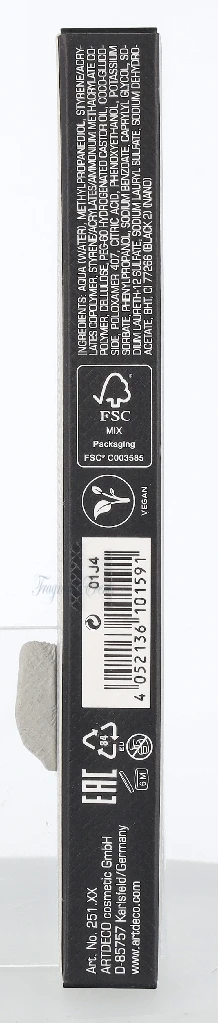 INGREDIENTS: AQUA (WATER), METHYLPROPANEDIOL, STYRENE/ACRY-
LATES COPOLYMER, STYRENE/ACRYLATES/AMMONIUM METHACRYLATE CO-
POLYMER, CELLULOSE, PEG-60 HYDROGENATED CASTOR OIL, COCO-GLUCO-
SIDE, POLOXAMER 407, CITRIC ACID, PHENOXYETHANOL, POTASSIUM
SORBATE, PHENYLPROPANOL, SODIUM BENZOATE, CAPRYLYL GLYCOL, SO-
DIUM LAURETH-12 SULFATE, SODIUM LAURYL SULFATE, SODIUM DEHYDRO-
ACETATE, BHT, CI 77266 (BLACK 2) (NANO)
FSC
MIX
Packaging
FSC® C003585
VEGAN
01J4
4 052136 101591
84
EU
EAC
6 M
Art. No. 251.XX
ARTDECO cosmetic GmbH
D-85757 Karlsfeld/Germany
www.artdeco.com